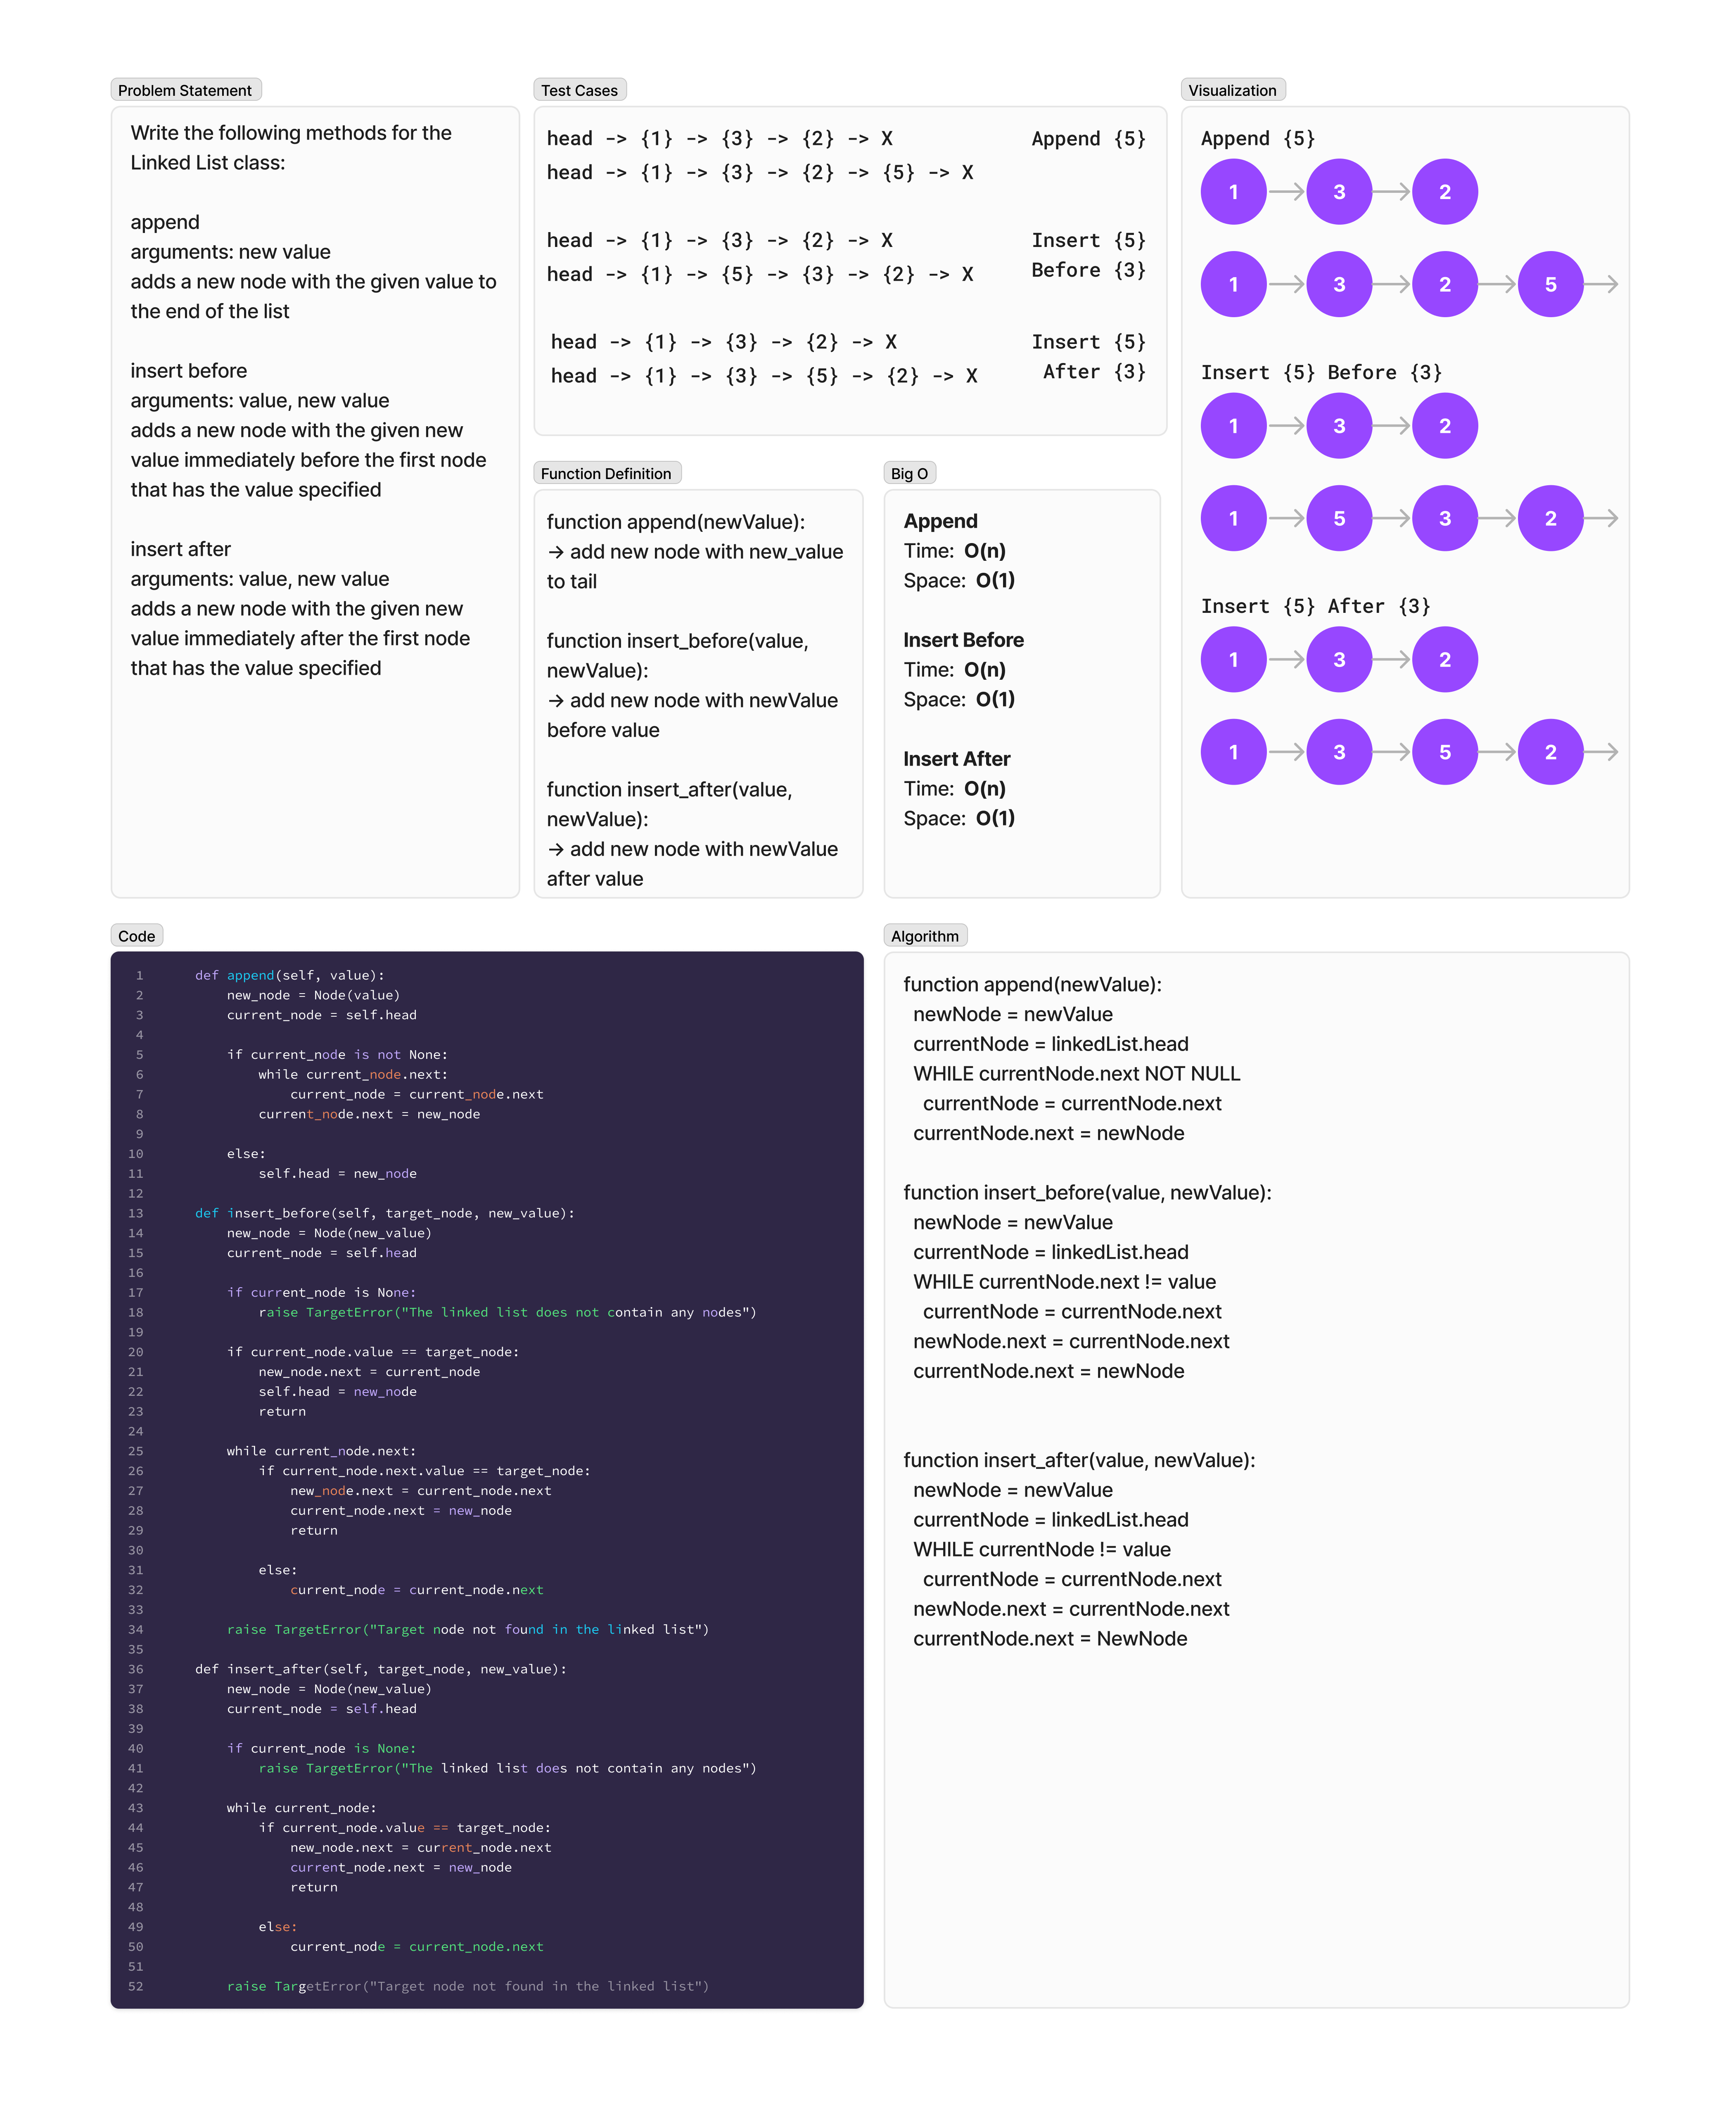 Problem Statement
Write the following methods for the
Linked List class:
append
arguments: new value
adds a new node with the given value to
the end of the list
insert before
arguments: value, new value
adds a new node with the given new
value immediately before the first node
that has the value specified
insert after
arguments: value, new value
adds a new node with the given new
value immediately after the first node
that has the value specified
Test Cases
head -> {1} -> {3} -> {2} -> X    Append {5}
head -> {1} -> {3} -> {2} -> {5} -> X
head -> {1} -> {3} -> {2} -> X    Insert {5}
head -> {1} -> {5} -> {3} -> {2} -> X    Before {3}
head -> {1} -> {3} -> {2} -> X    Insert {5}
head -> {1} -> {3} -> {5} -> {2} -> X    After {3}
Visualization
Append {5}
1 3 2
1 3 2 5
Insert {5} Before {3}
1 3 2
1 5 3 2
Insert {5} After {3}
1 3 2
1 3 5 2
Function Definition
function append(newValue):
→ add new node with new_value
to tail
function insert_before(value,
newValue):
→ add new node with newValue
before value
function insert_after(value,
newValue):
→ add new node with newValue
after value
Big O
Append
Time: O(n)
Space: O(1)
Insert Before
Time: O(n)
Space: O(1)
Insert After
Time: O(n)
Space: O(1)
Code
1    def append(self, value):
2        new_node = Node(value)
3        current_node = self.head
4
5        if current_node is not None:
6            while current_node.next:
7                current_node = current_node.next
8            current_node.next = new_node
9
10        else:
11            self.head = new_node
12
13    def insert_before(self, target_node, new_value):
14        new_node = Node(new_value)
15        current_node = self.head
16
17        if current_node is None:
18            raise TargetError("The linked list does not contain any nodes")
19
20        if current_node.value == target_node:
21            new_node.next = current_node
22            self.head = new_node
23            return
24
25        while current_node.next:
26            if current_node.next.value == target_node:
27                new_node.next = current_node.next
28                current_node.next = new_node
29                return
30
31            else:
32                current_node = current_node.next
33
34        raise TargetError("Target node not found in the linked list")
35
36    def insert_after(self, target_node, new_value):
37        new_node = Node(new_value)
38        current_node = self.head
39
40        if current_node is None:
41            raise TargetError("The linked list does not contain any nodes")
42
43        while current_node:
44            if current_node.value == target_node:
45                new_node.next = current_node.next
46                current_node.next = new_node
47                return
48
49            else:
50                current_node = current_node.next
51
52        raise TargetError("Target node not found in the linked list")
Algorithm
function append(newValue):
newNode = newValue
currentNode = linkedList.head
WHILE currentNode.next NOT NULL
currentNode = currentNode.next
currentNode.next = newNode
function insert_before(value, newValue):
newNode = newValue
currentNode = linkedList.head
WHILE currentNode.next != value
currentNode = currentNode.next
newNode.next = currentNode.next
currentNode.next = newNode
function insert_after(value, newValue):
newNode = newValue
currentNode = linkedList.head
WHILE currentNode != value
currentNode = currentNode.next
newNode.next = currentNode.next
currentNode.next = NewNode